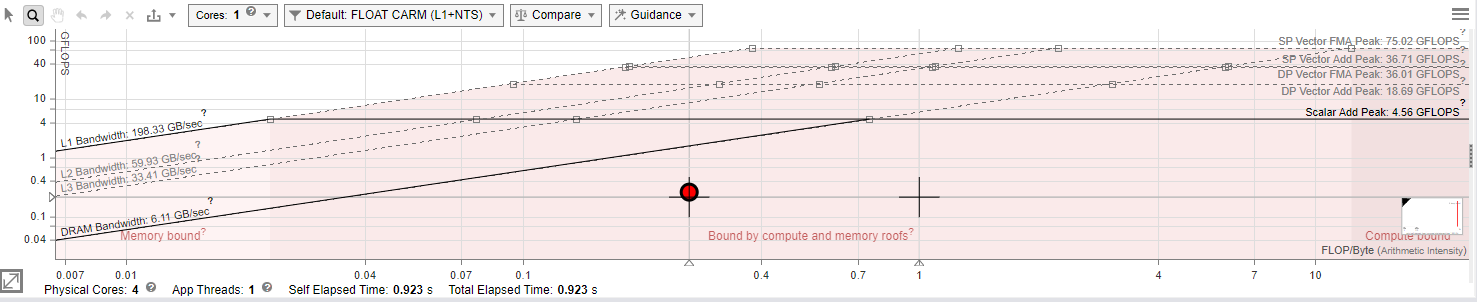 Cores: 1 ? Default: FLOAT CARM (L1+NTS) Compare Guidance
GFLOPS
100
40
10
4
1
0.4
0.1
0.04
SP Vector FMA Peak: 75.02 GFLOPS ?
SP Vector Add Peak: 36.71 GFLOPS ?
DP Vector FMA Peak: 36.01 GFLOPS ?
DP Vector Add Peak: 18.69 GFLOPS ?
Scalar Add Peak: 4.56 GFLOPS ?
L1 Bandwidth: 198.33 GB/sec ?
L2 Bandwidth: 59.93 GB/sec ?
L3 Bandwidth: 33.41 GB/sec ?
DRAM Bandwidth: 6.11 GB/sec ?
Memory bound? Bound by compute and memory roofs? Compute bound
FLOP/Byte (Arithmetic Intensity)
0.007 0.01 0.04 0.07 0.1 0.4 0.7 1 4 7 10
Physical Cores: 4 ? App Threads: 1 ? Self Elapsed Time: 0.923 s Total Elapsed Time: 0.923 s